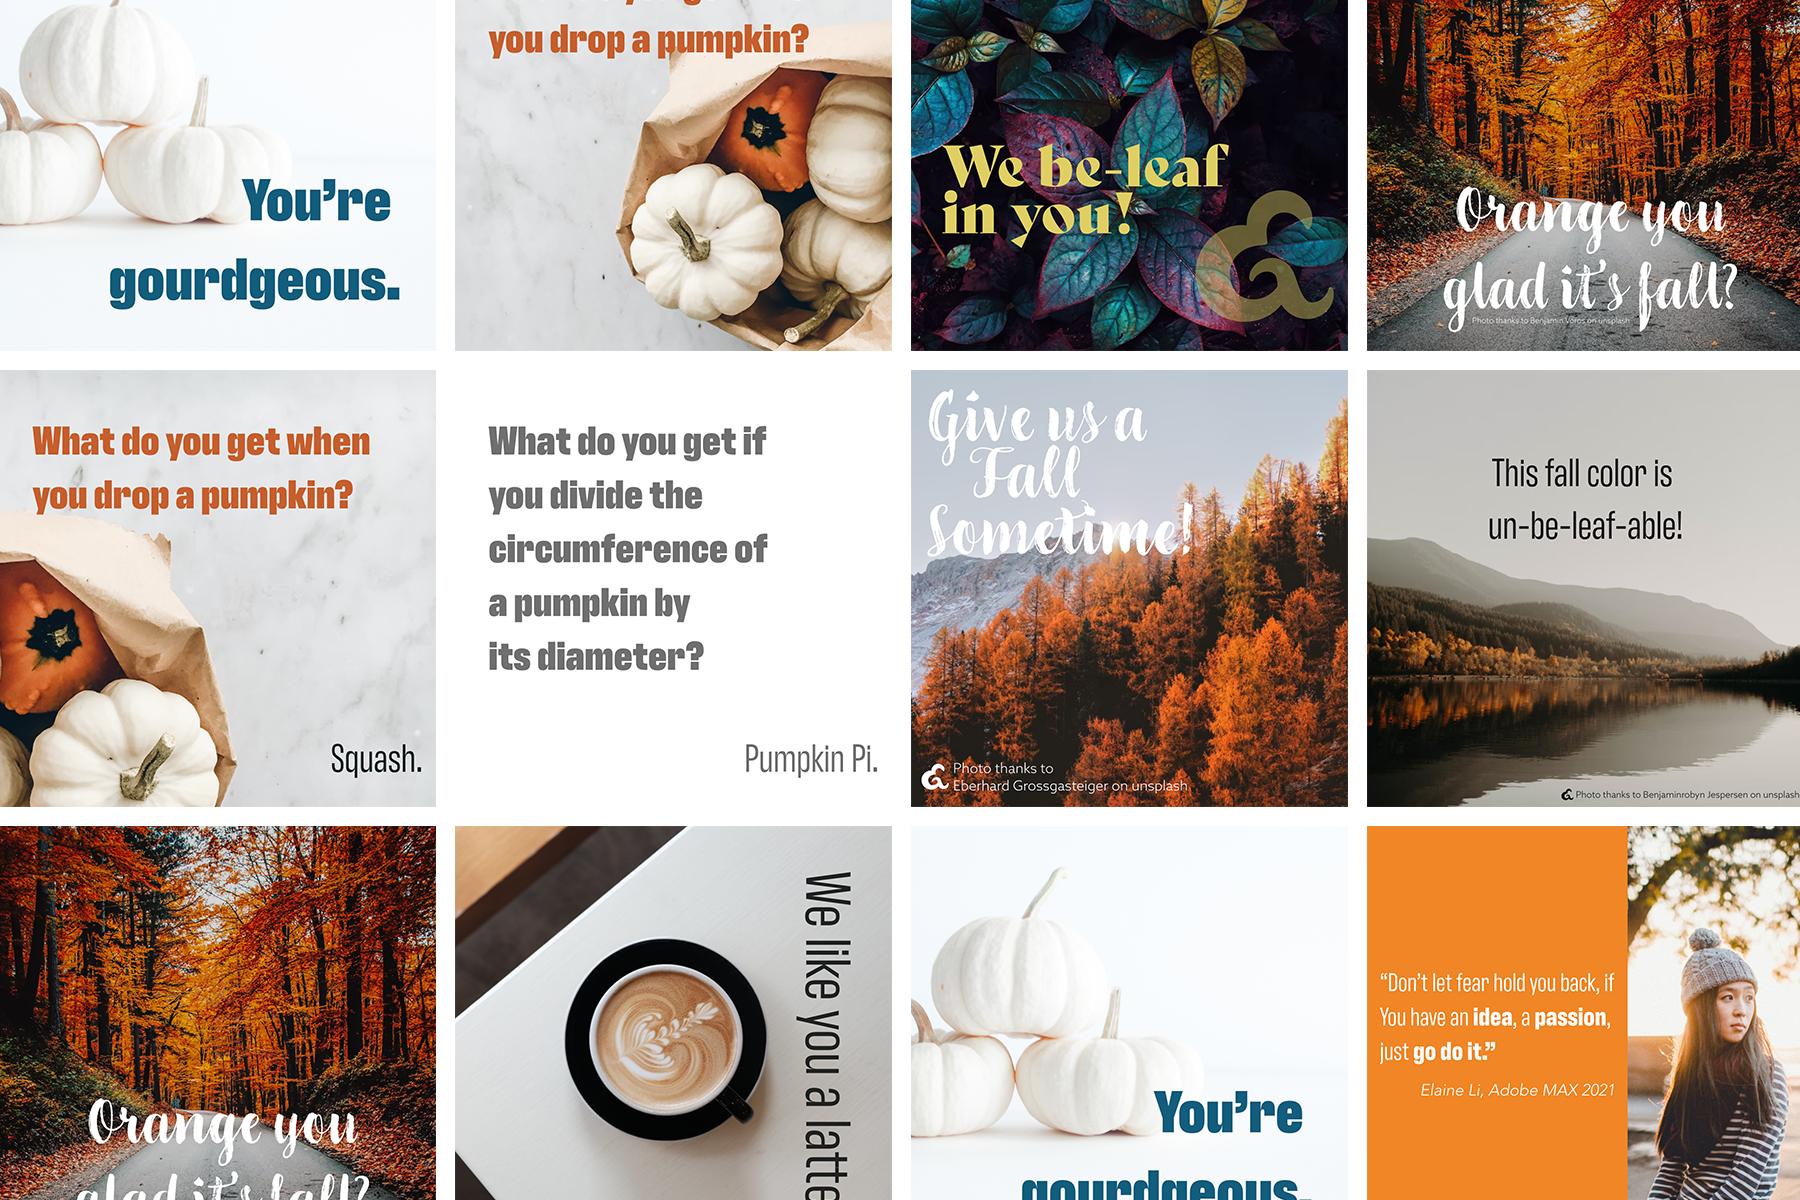 You're
gourdgeous.
you drop a pumpkin?
We be-leaf
in you!
&
Orange you
glad it's fall?
Photo thanks to Benjamin Voros on unsplash
What do you get when
you drop a pumpkin?
Squash.
What do you get if
you divide the
circumference of
a pumpkin by
its diameter?
Pumpkin Pi.
Give us a
Fall
Sometime!
& Photo thanks to
Eberhard Grossgasteiger on unsplash
This fall color is
un-be-leaf-able!
& Photo thanks to Benjaminrobyn Jespersen on unsplash
Orange you
glad it's fall?
We like you a latte
You're
gourdgeous.
“Don’t let fear hold you back, if
You have an idea, a passion,
just go do it.”
Elaine Li, Adobe MAX 2021